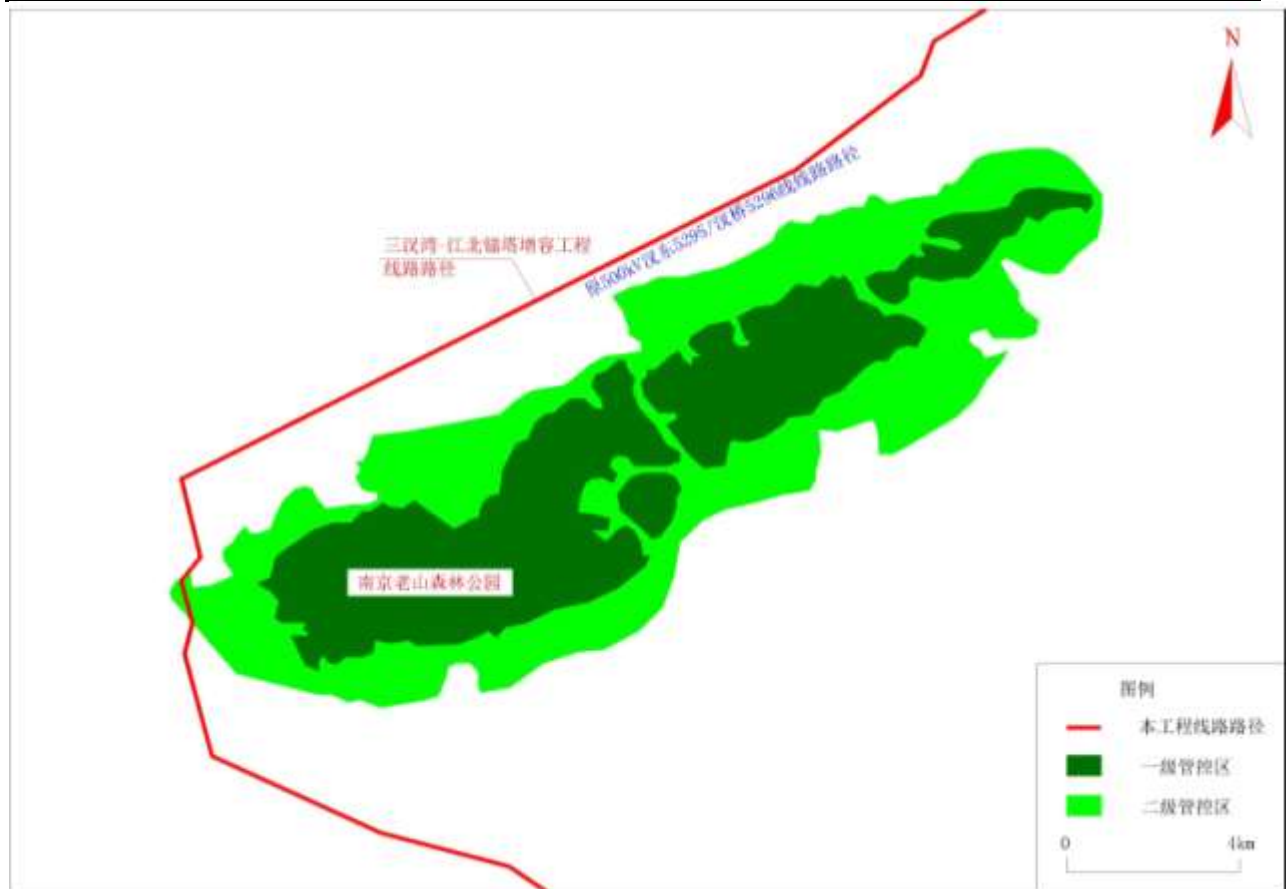 N
三汊湾-江北锚塔增容工程
线路路径
原500kV汊东5295/汊桥5296线线路路径
南京老山森林公园
图例
本工程线路路径
一级管控区
二级管控区
0 4km